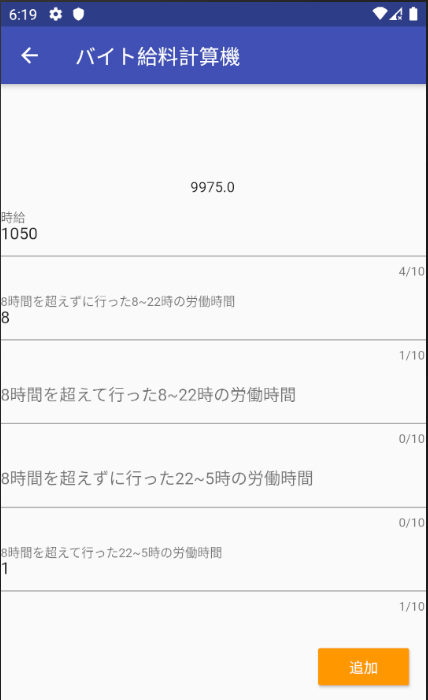 6:19
バイト給料計算機
9975.0
時給
1050
4/10
8時間を超えずに行った8~22時の労働時間
8
1/10
8時間を超えて行った8~22時の労働時間
0/10
8時間を超えずに行った22~5時の労働時間
0/10
8時間を超えて行った22~5時の労働時間
1
1/10
追加